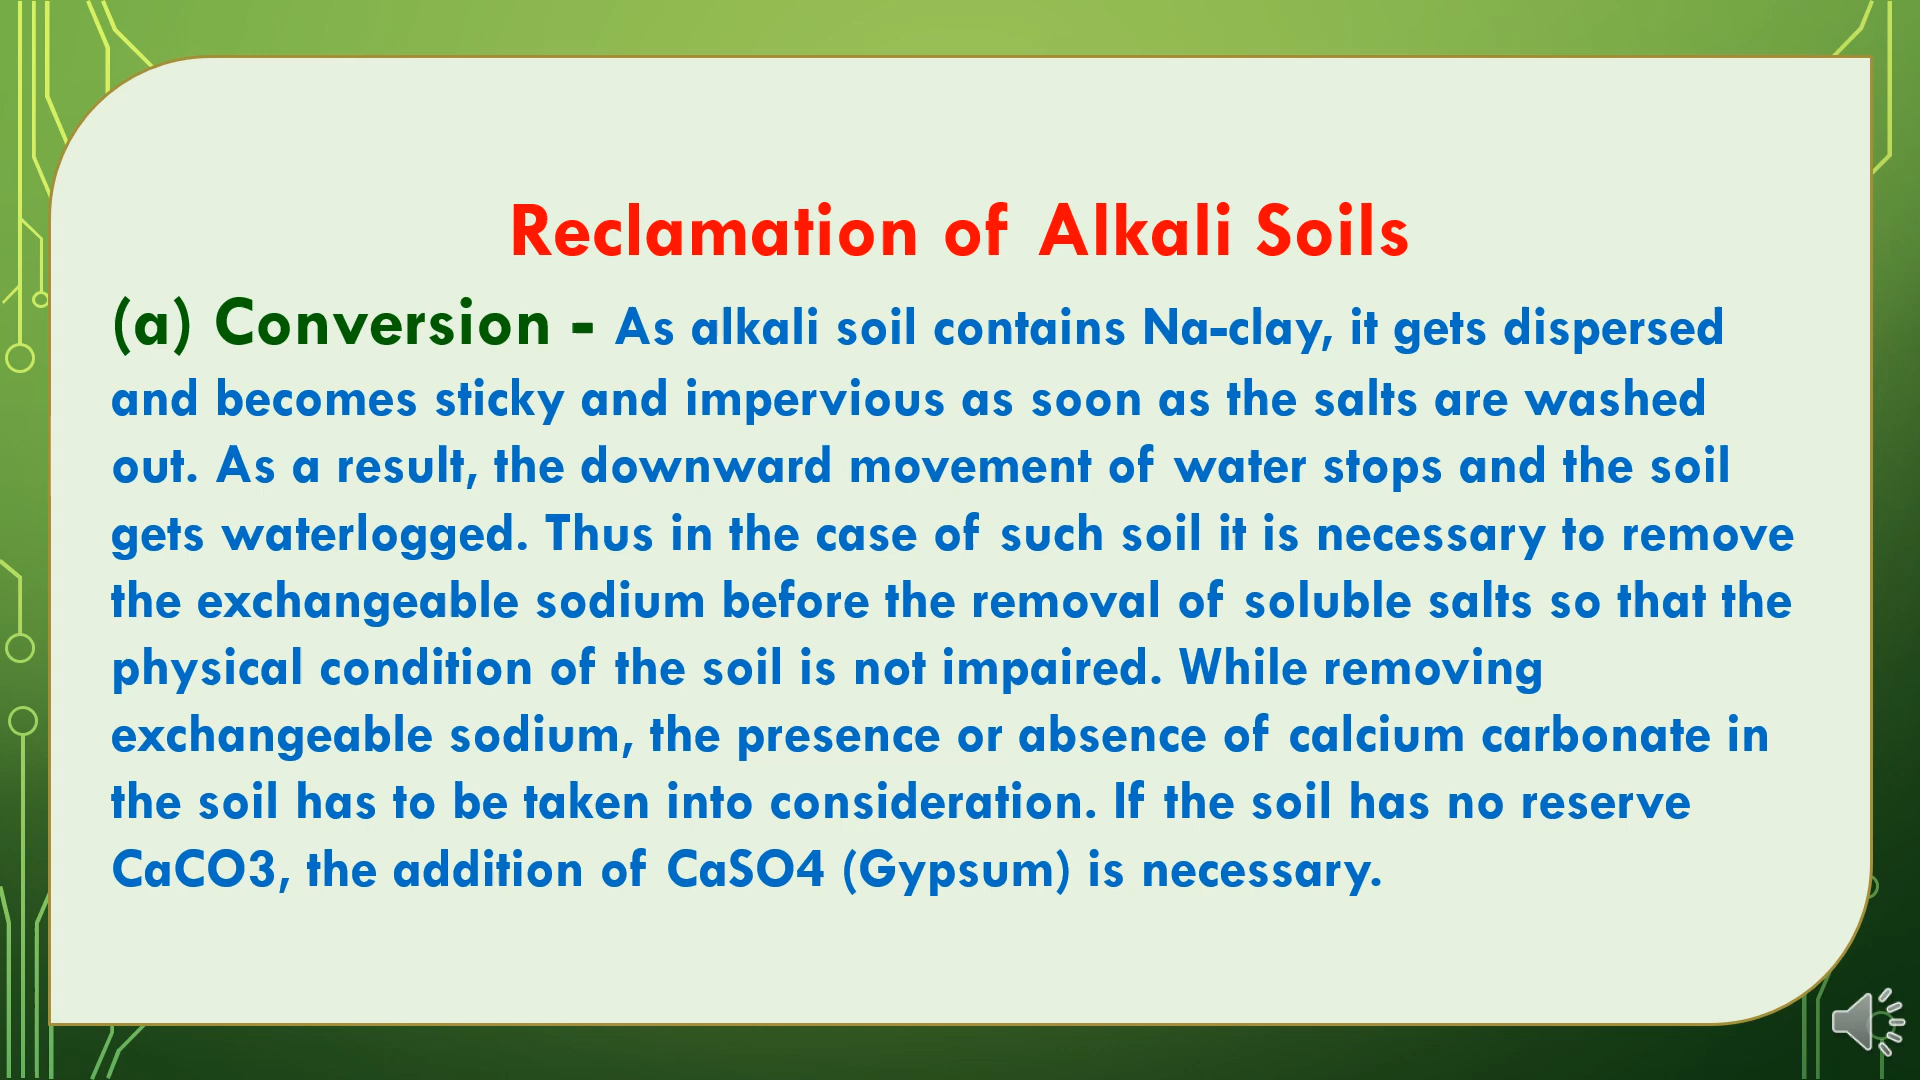 Reclamation of Alkali Soils
(a) Conversion - As alkali soil contains Na-clay, it gets dispersed
and becomes sticky and impervious as soon as the salts are washed
out. As a result, the downward movement of water stops and the soil
gets waterlogged. Thus in the case of such soil it is necessary to remove
the exchangeable sodium before the removal of soluble salts so that the
physical condition of the soil is not impaired. While removing
exchangeable sodium, the presence or absence of calcium carbonate in
the soil has to be taken into consideration. If the soil has no reserve
CaCO3, the addition of CaSO4 (Gypsum) is necessary.